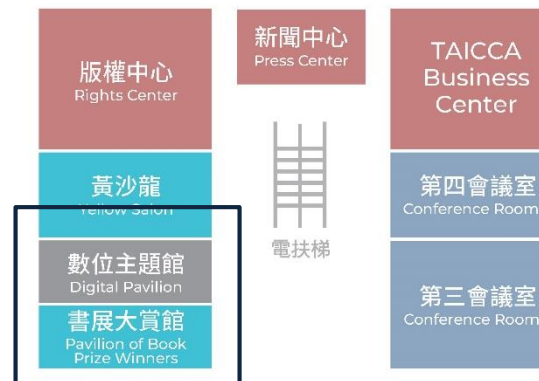 版權中心
Rights Center
新聞中心
Press Center
TAICCA
Business
Center
黃沙龍
Yellow Salon
電扶梯
第四會議室
Conference Room
數位主題館
Digital Pavilion
第三會議室
Conference Room
書展大賞館
Pavilion of Book
Prize Winners